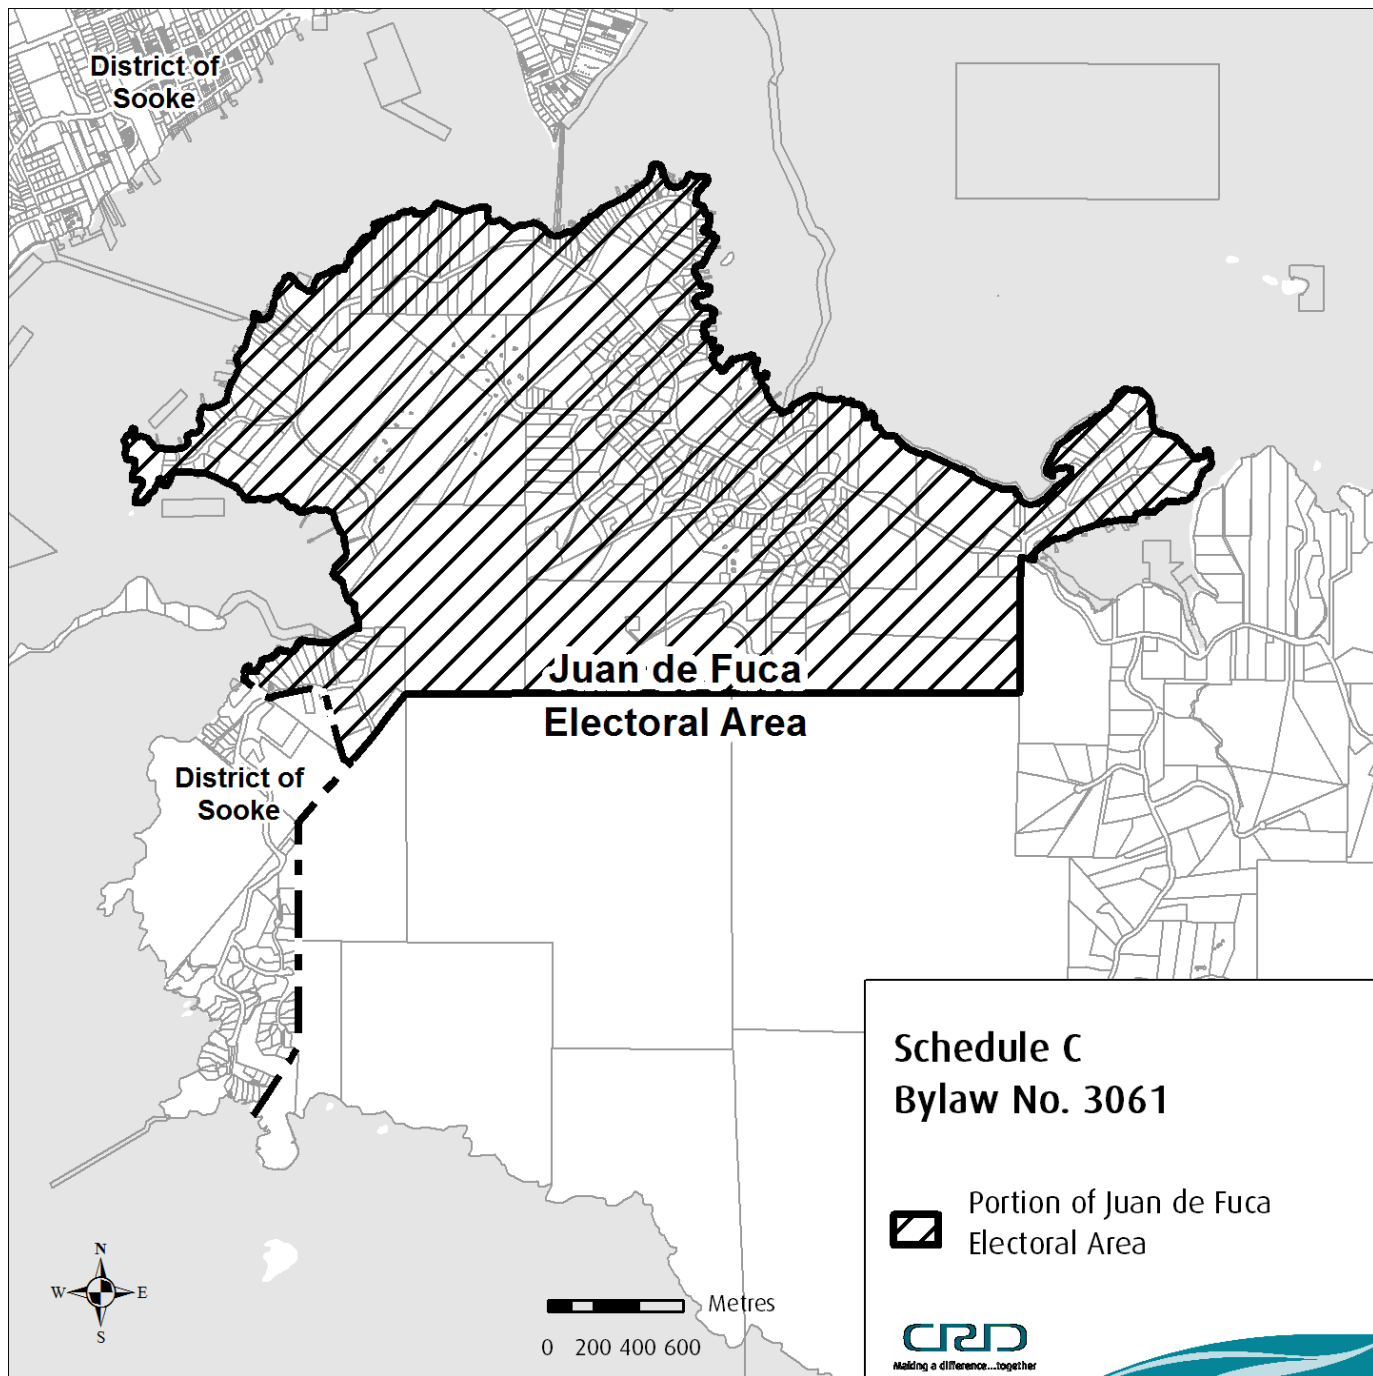 District of
Sooke
Juan de Fuca
Electoral Area
District of
Sooke
Schedule C
Bylaw No. 3061
Portion of Juan de Fuca
Electoral Area
N
W E
S
Metres
0 200 400 600
CRD
Making a difference...together